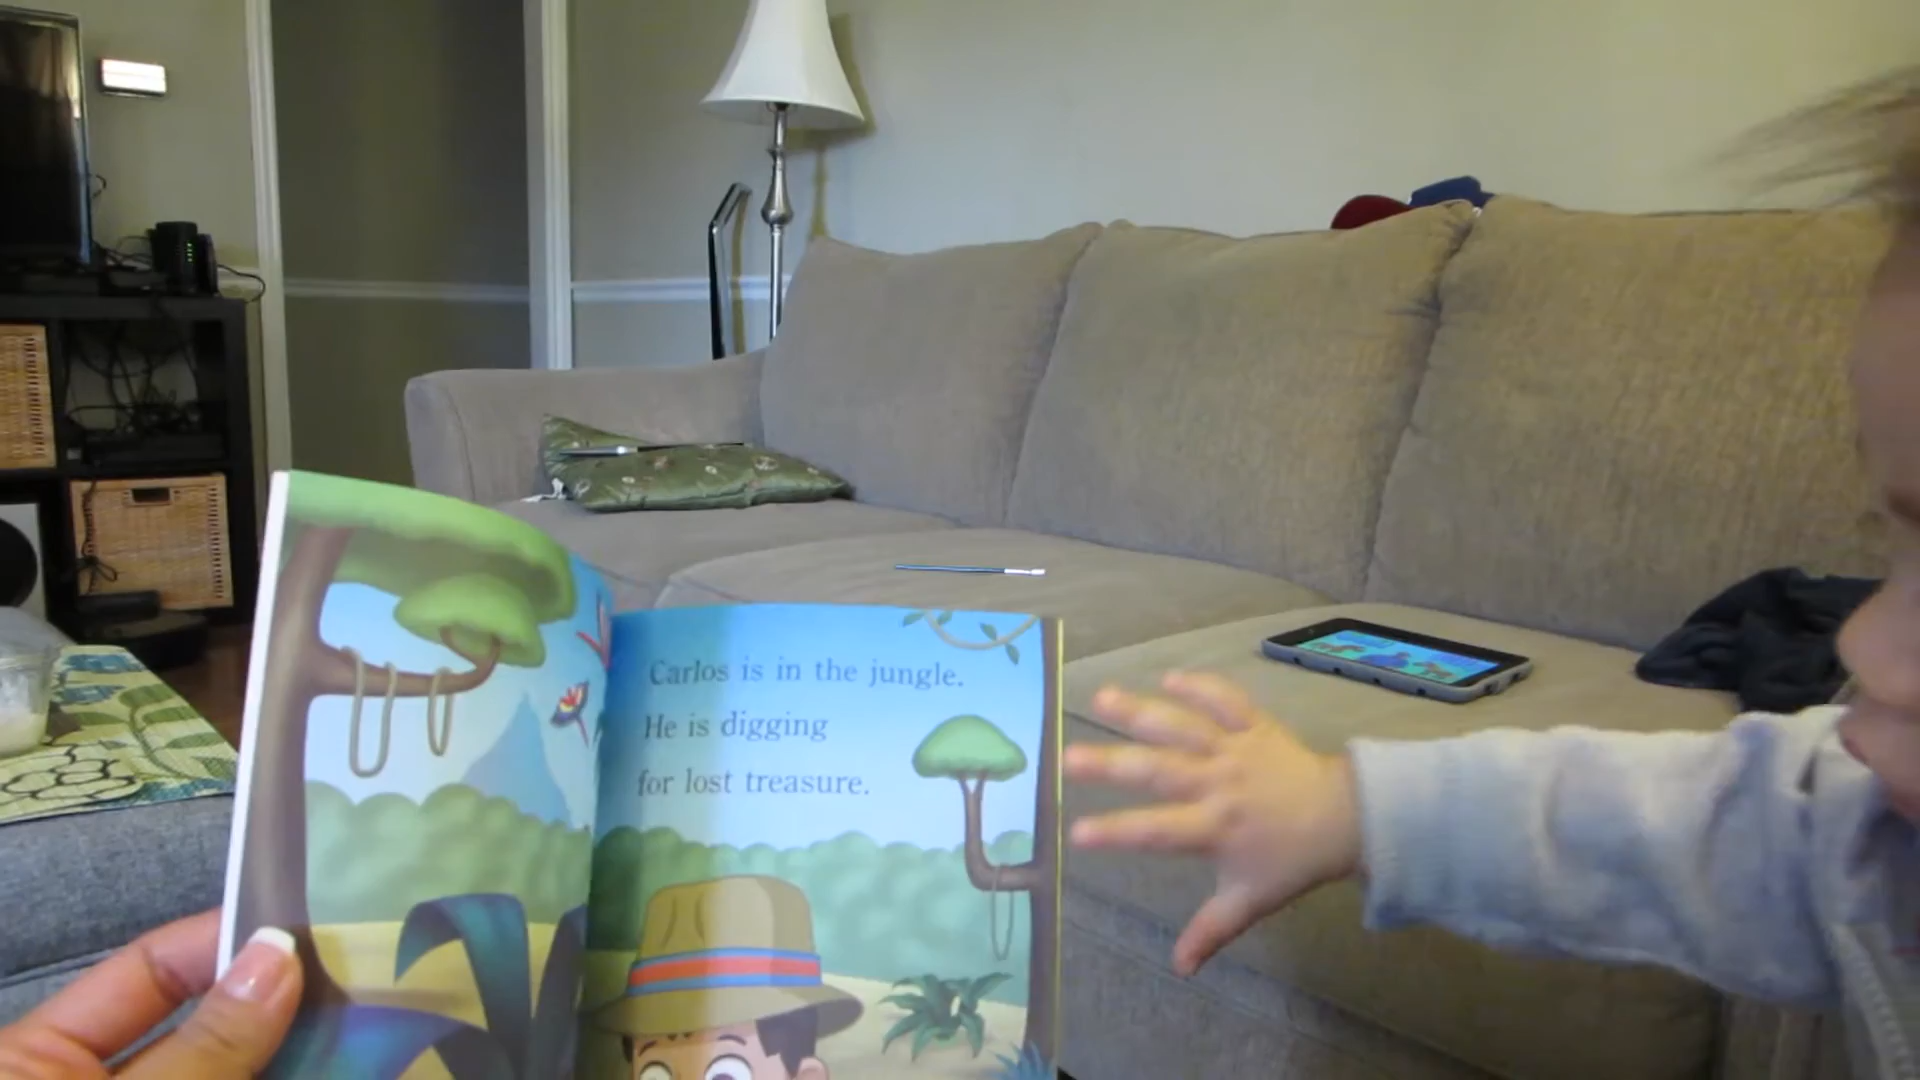 Carlos is in the jungle.
He is digging
for lost treasure.